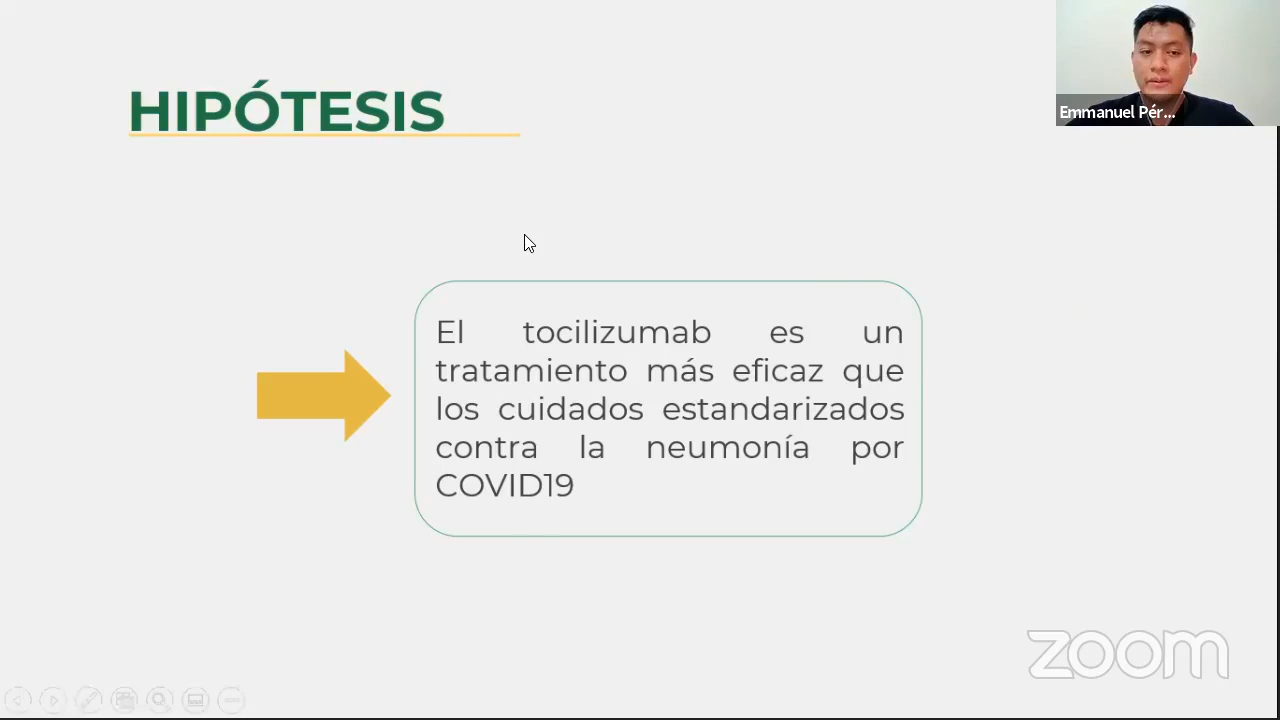 HIPÓTESIS
Emmanuel Pér...
El tocilizumab es un
tratamiento más eficaz que
los cuidados estandarizados
contra la neumonía por
COVID19
zoom